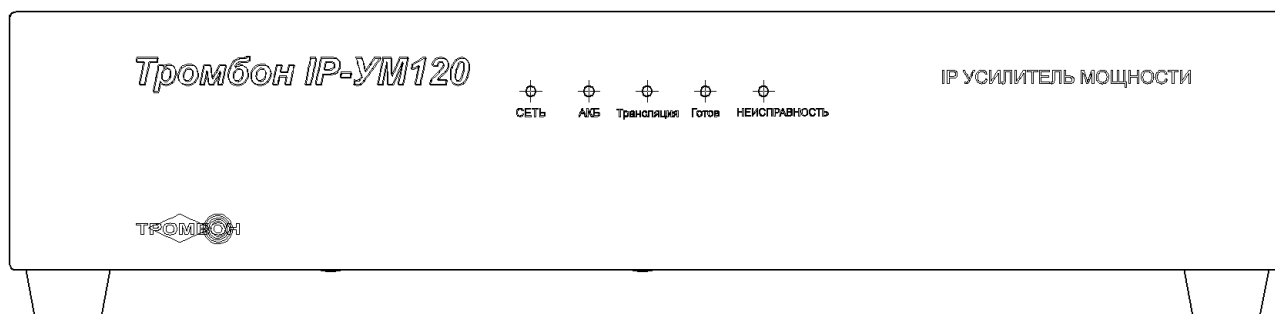 Тромбон IP-УМ120
IP УСИЛИТЕЛЬ МОЩНОСТИ
СЕТЬ АКБ Трансляция Готов НЕИСПРАВНОСТЬ
ТРОМБОН